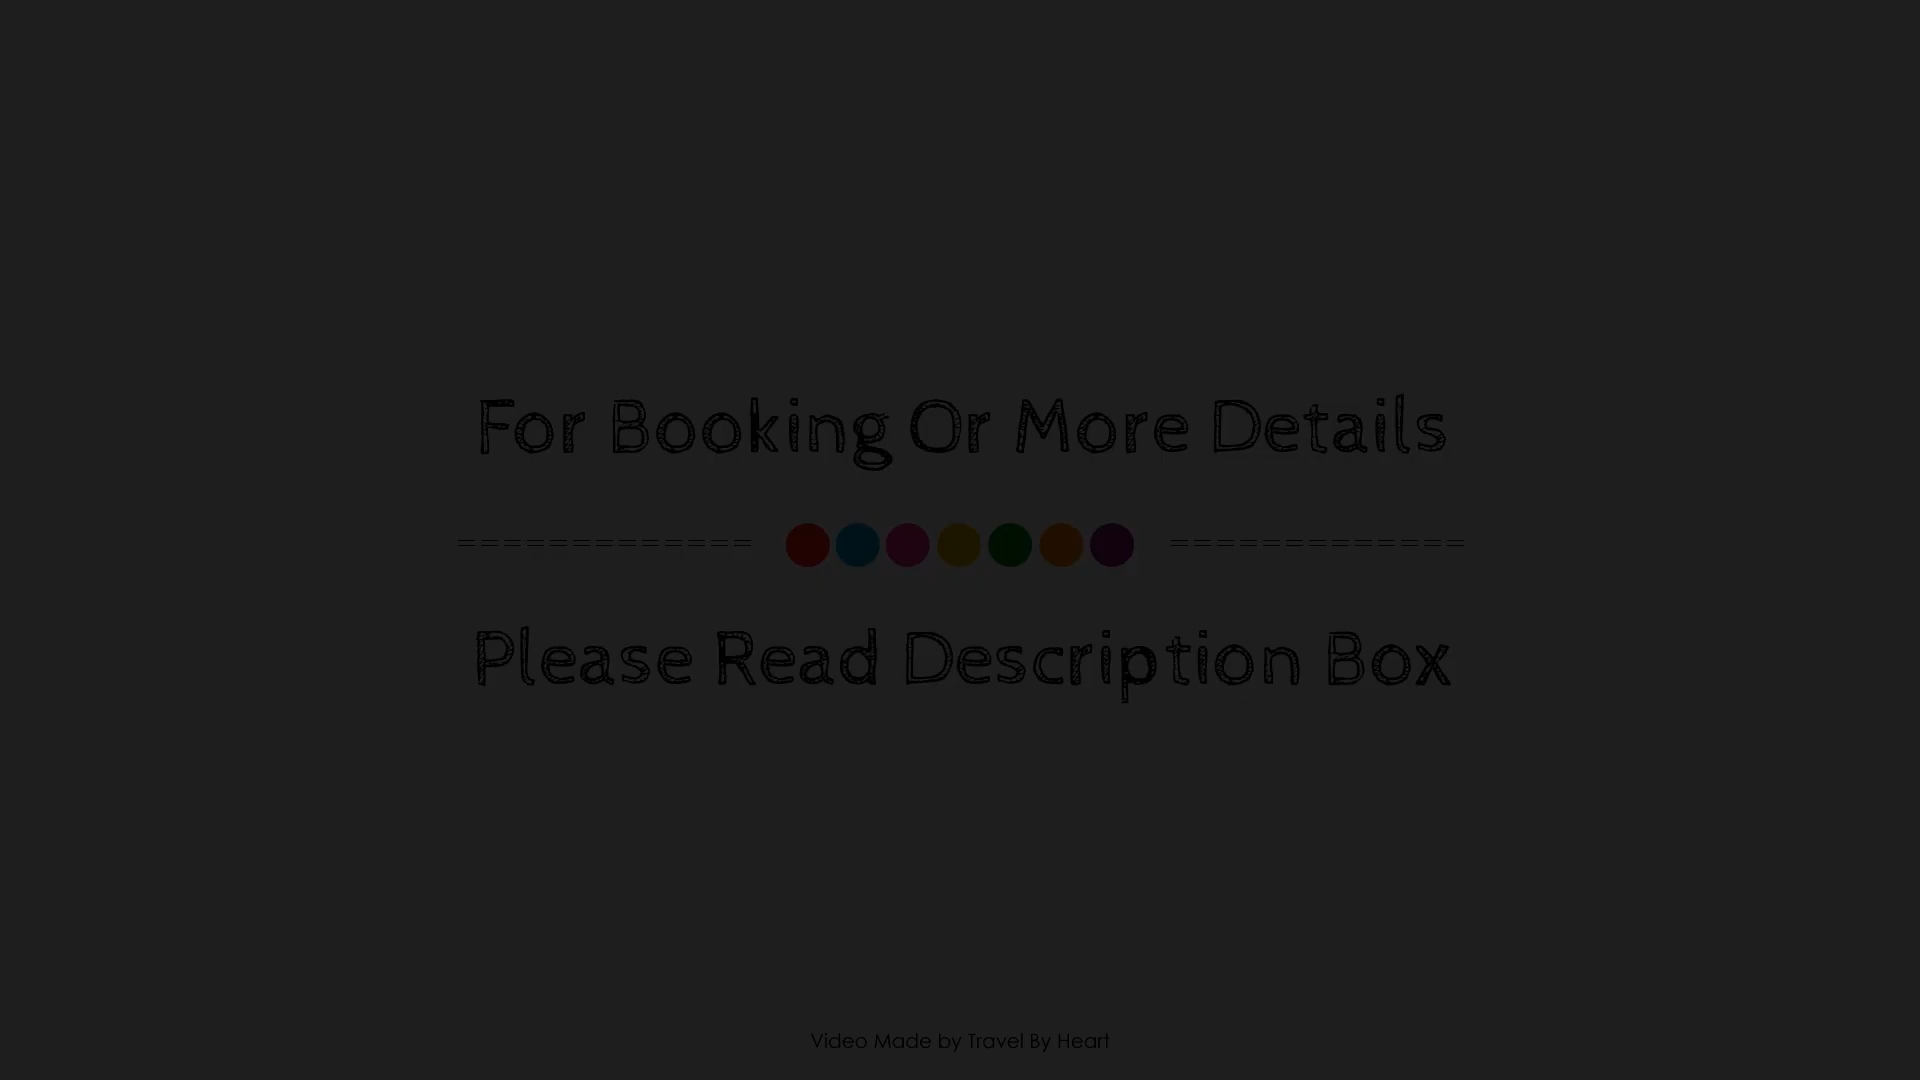 For Booking Or More Details
============= =============
Please Read Description Box
Video Made by Travel By Heart